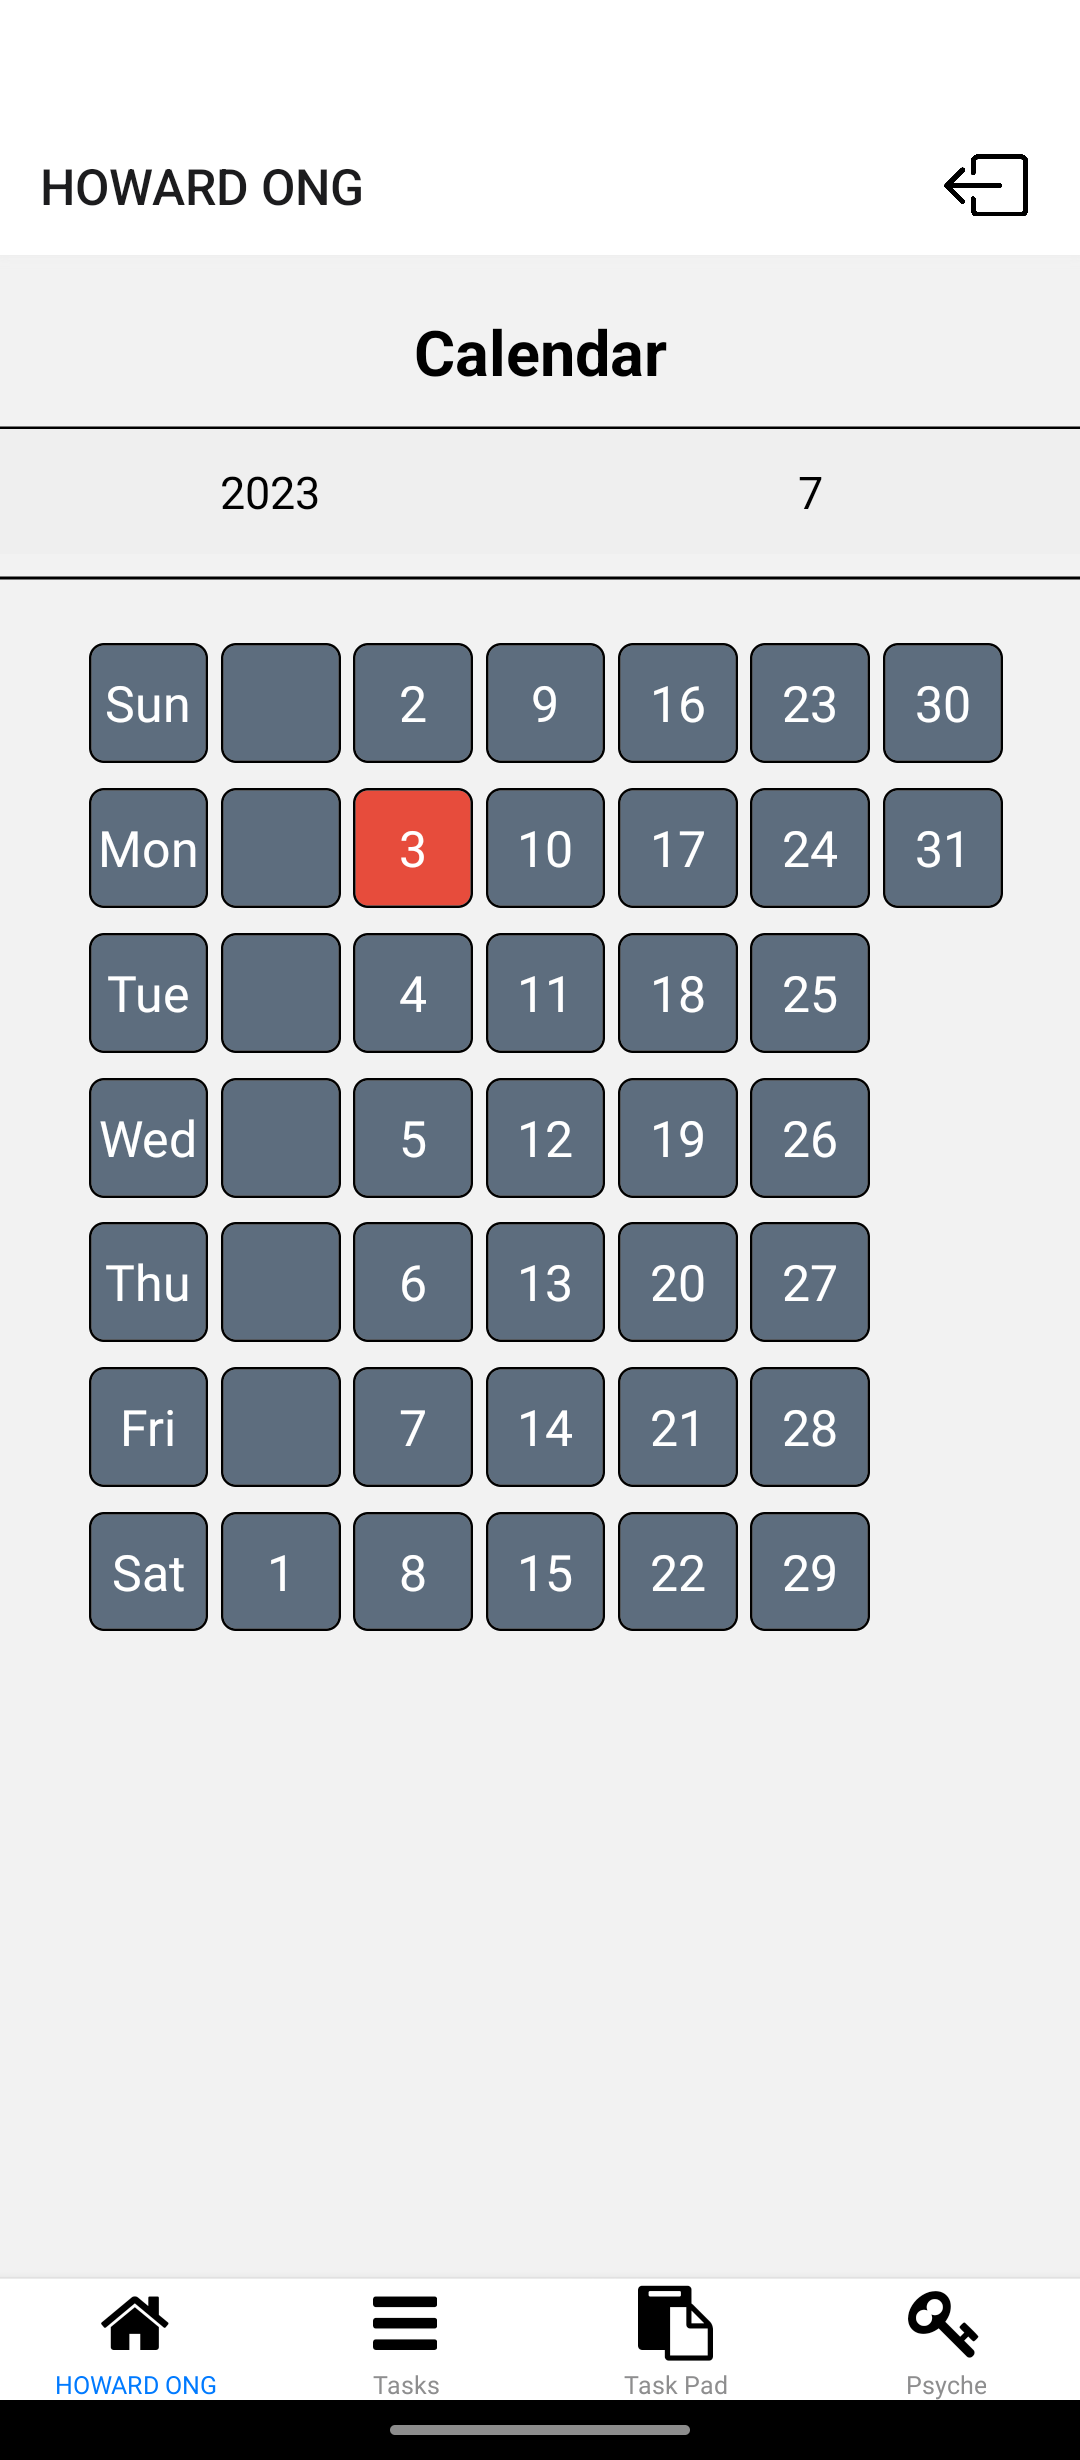 HOWARD ONG
Calendar
2023 7
Sun 2 9 16 23 30
Mon 3 10 17 24 31
Tue 4 11 18 25
Wed 5 12 19 26
Thu 6 13 20 27
Fri 7 14 21 28
Sat 1 8 15 22 29
HOWARD ONG Tasks Task Pad Psyche